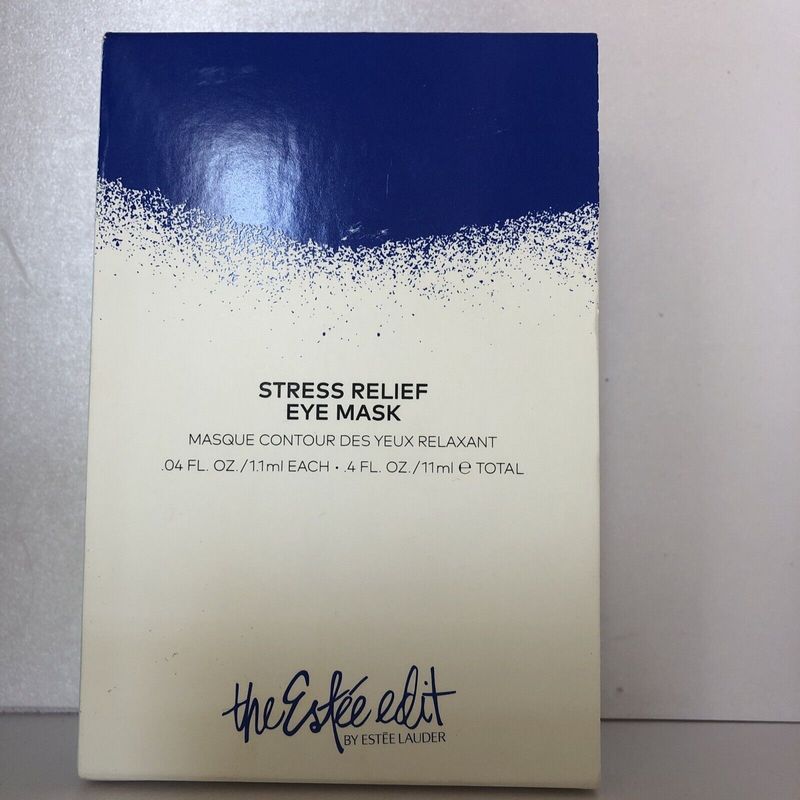 STRESS RELIEF
EYE MASK
MASQUE CONTOUR DES YEUX RELAXANT
.04 FL. OZ./1.1ml EACH • .4 FL. OZ./11ml ℮ TOTAL
the Estée edit
BY ESTÉE LAUDER